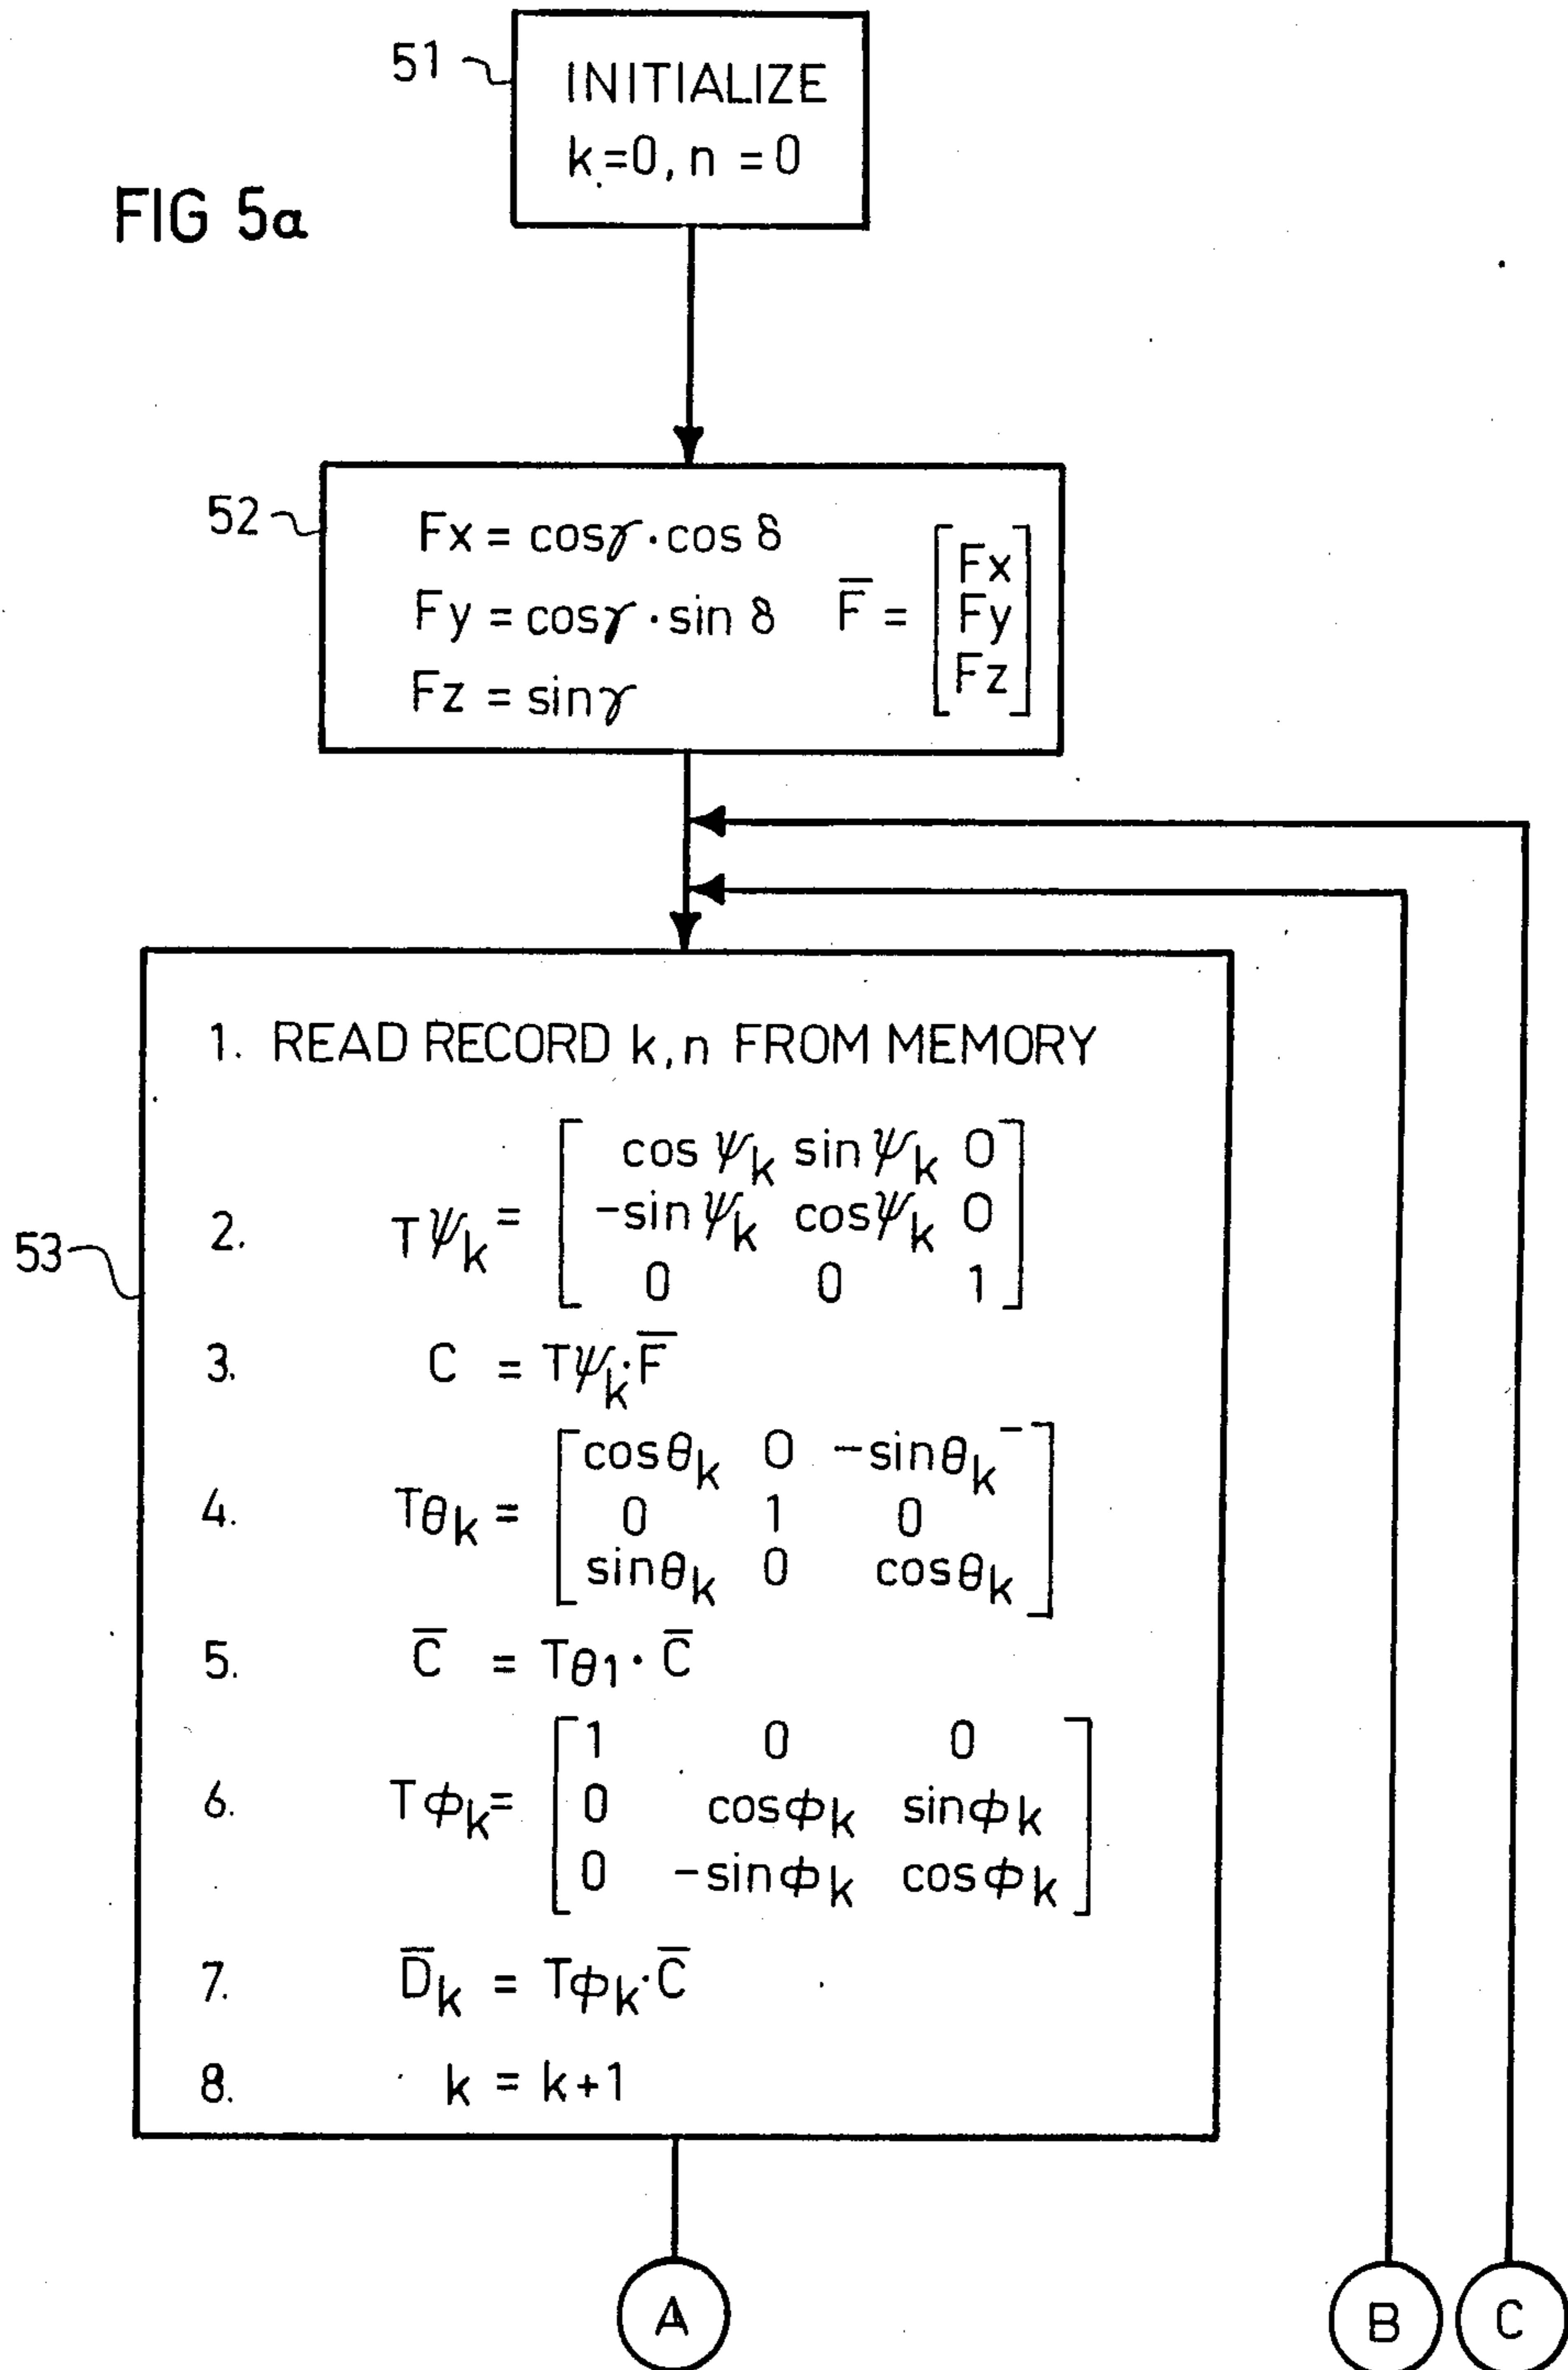 51
INITIALIZE
k=0, n = 0
FIG 5a
52
Fx = cosγ · cos δ
Fy = cosγ · sin δ
Fz = sinγ
F̅ = [Fx
Fy
Fz]
53
1. READ RECORD k,n FROM MEMORY
2. Tψk = [cos ψk sin ψk 0
-sin ψk cosψk 0
0 0 1]
3. C = Tψk·F̅
4. Tθk = [cosθk 0 -sinθk
0 1 0
sinθk 0 cosθk]
5. C̅ = Tθ1· C̅
6. Tϕk= [1 0 0
0 cosϕk sinϕk
0 -sinϕk cosϕk]
7. D̅k = Tϕk·C̅
8. k = k+1
A B C